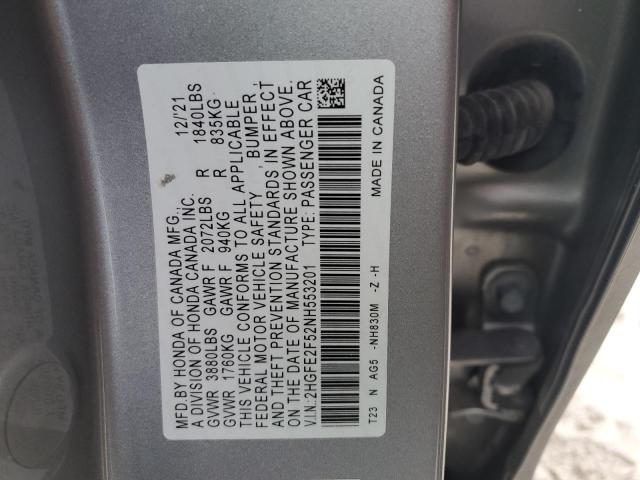 MFD.BY HONDA OF CANADA MFG., 12/'21
A DIVISION OF HONDA CANADA INC.
GVWR 3880LBS GAWR F 2072LBS R 1840LBS
GVWR 1760KG GAWR F 940KG R 835KG
THIS VEHICLE CONFORMS TO ALL APPLICABLE
FEDERAL MOTOR VEHICLE SAFETY , BUMPER ,
AND THEFT PREVENTION STANDARDS IN EFFECT
ON THE DATE OF MANUFACTURE SHOWN ABOVE.
V.I.N.:2HGFE2F52NH553201 TYPE: PASSENGER CAR
T23 N AG5 -NH830M -Z -H MADE IN CANADA